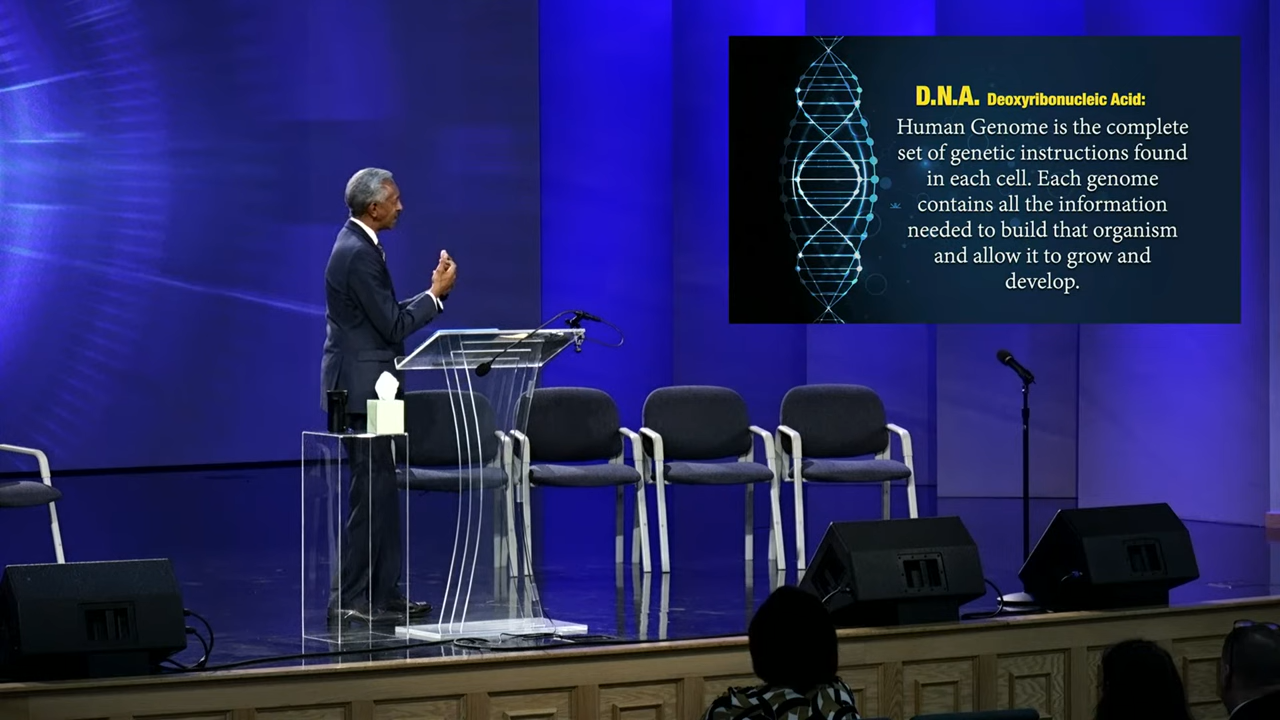 D.N.A. Deoxyribonucleic Acid:
Human Genome is the complete
set of genetic instructions found
in each cell. Each genome
contains all the information
needed to build that organism
and allow it to grow and
develop.